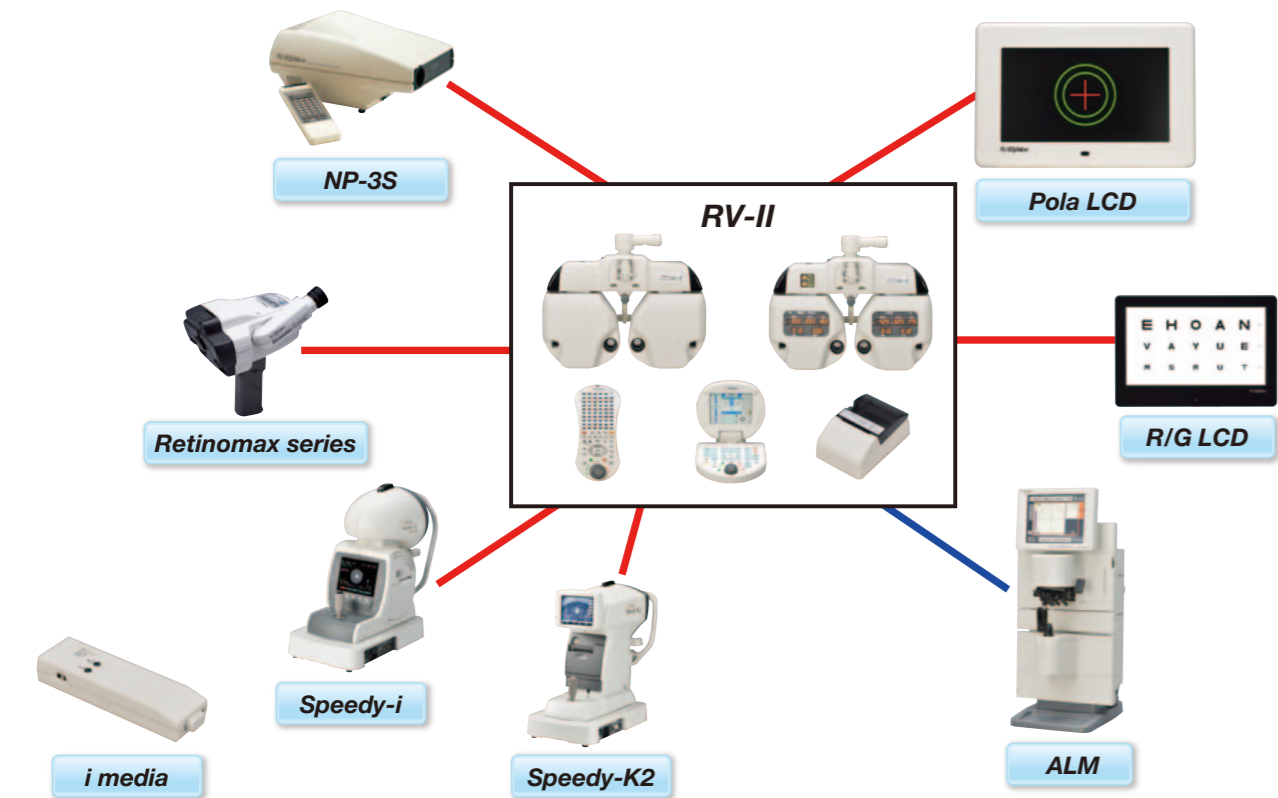 NP-3S
Pola LCD
RV-II
E H O A N
V A Y U E
R/G LCD
Retinomax series
Speedy-i
i media
Speedy-K2
ALM